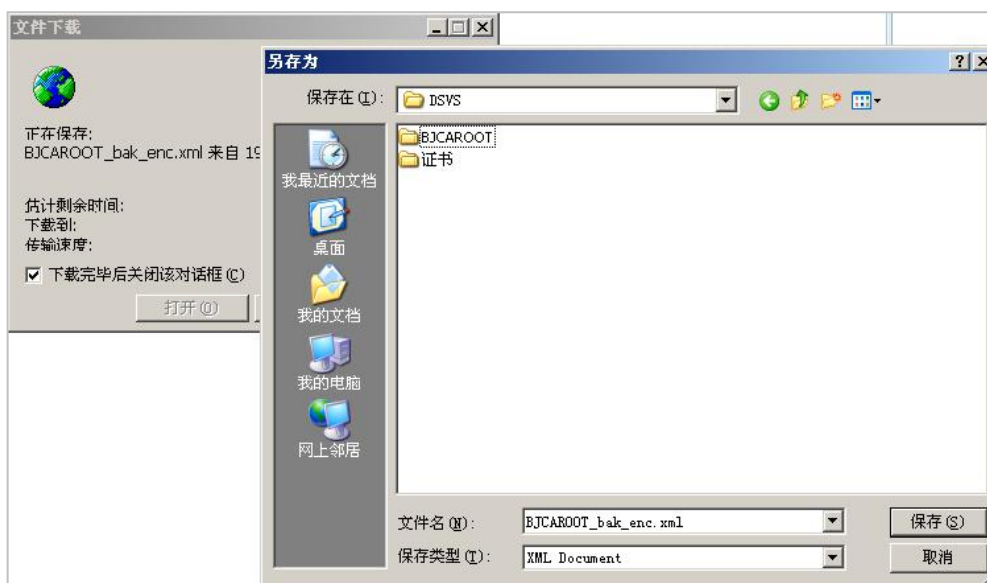 文件下载
正在保存:
BJCAROOT_bak_enc.xml 来自 19
估计剩余时间:
下载到:
传输速度:
下载完毕后关闭该对话框(C)
打开(O)
另存为
保存在(I):
DSVS
我最近的文档
桌面
我的文档
我的电脑
网上邻居
BJCAROOT
证书
文件名(N):
BJCAROOT_bak_enc.xml
保存(S)
保存类型(T):
XML Document
取消